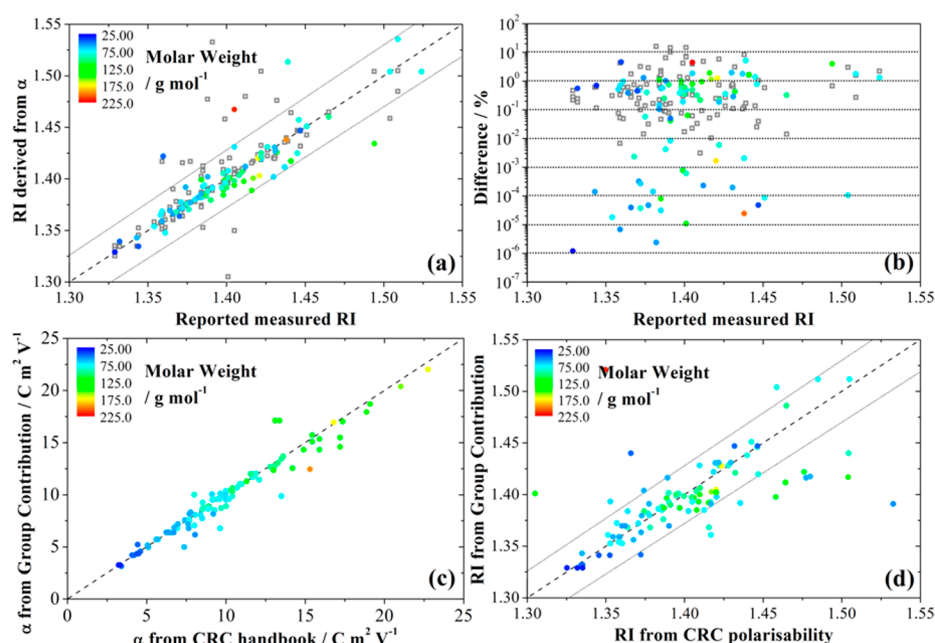 1.55
1.50
1.45
1.40
1.35
1.30
1.30 1.35 1.40 1.45 1.50 1.55
RI derived from α
Reported measured RI
25.00
75.00
125.0
175.0
225.0
Molar Weight
/ g mol⁻¹
(a)
10²
10¹
10⁰
10⁻¹
10⁻²
10⁻³
10⁻⁴
10⁻⁵
10⁻⁶
10⁻⁷
1.30 1.35 1.40 1.45 1.50 1.55
Difference / %
Reported measured RI
(b)
25
20
15
10
5
0
0 5 10 15 20 25
α from Group Contribution / C m² V⁻¹
α from CRC handbook / C m² V⁻¹
25.00
75.00
125.0
175.0
225.0
Molar Weight
/ g mol⁻¹
(c)
1.55
1.50
1.45
1.40
1.35
1.30
1.30 1.35 1.40 1.45 1.50 1.55
RI from Group Contribution
RI from CRC polarisability
25.00
75.00
125.0
175.0
225.0
Molar Weight
/ g mol⁻¹
(d)